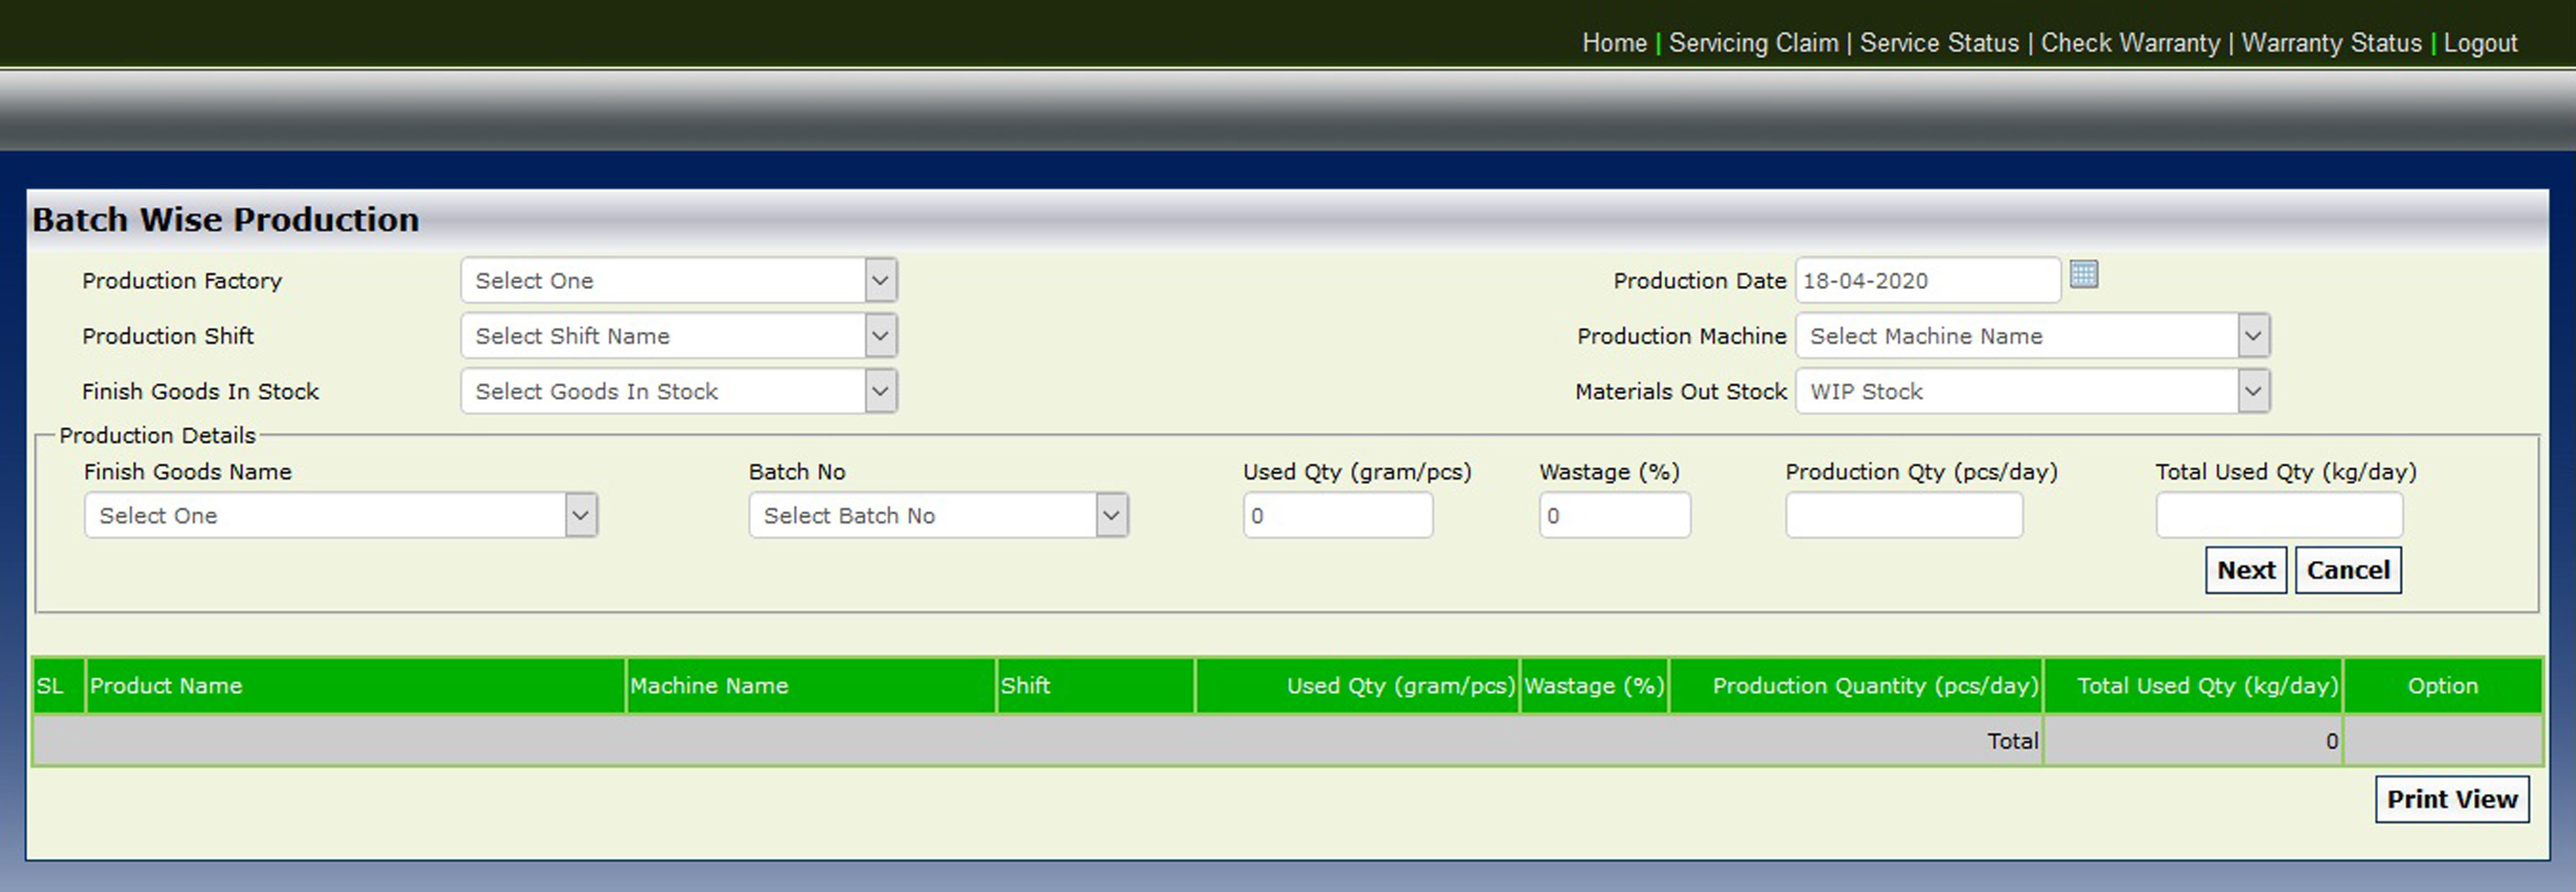 Home | Servicing Claim | Service Status | Check Warranty | Warranty Status | Logout
Batch Wise Production
Production Factory Select One Production Date 18-04-2020
Production Shift Select Shift Name Production Machine Select Machine Name
Finish Goods In Stock Select Goods In Stock Materials Out Stock WIP Stock
Production Details
Finish Goods Name Batch No Used Qty (gram/pcs) Wastage (%) Production Qty (pcs/day) Total Used Qty (kg/day)
Select One Select Batch No 0 0
Next Cancel
SL Product Name Machine Name Shift Used Qty (gram/pcs) Wastage (%) Production Quantity (pcs/day) Total Used Qty (kg/day) Option
Total 0
Print View